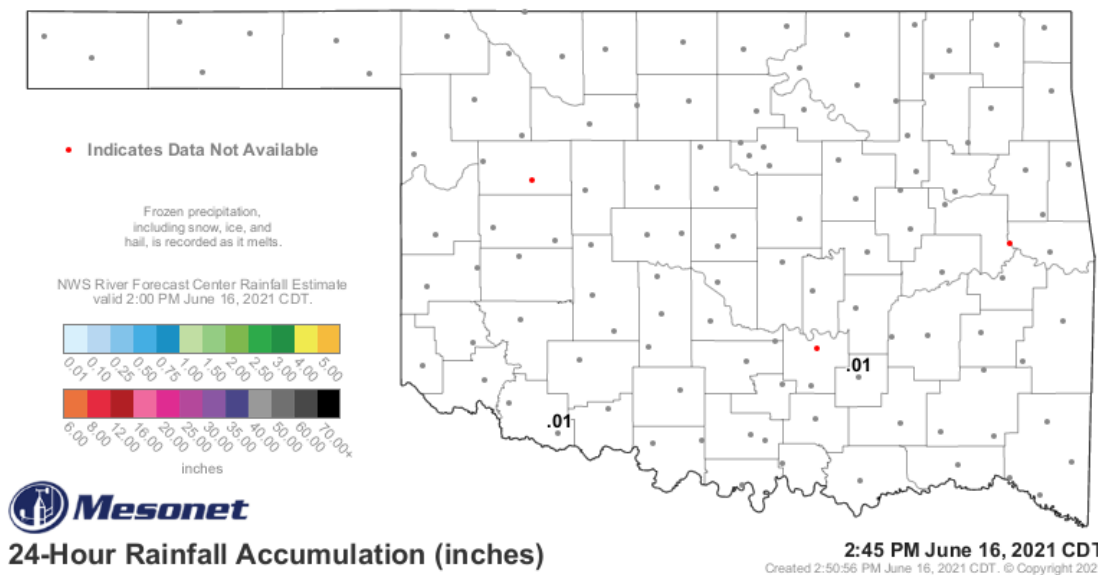 Indicates Data Not Available
Frozen precipitation,
including snow, ice, and
hail, is recorded as it melts.
NWS River Forecast Center Rainfall Estimate
valid 2:00 PM June 16, 2021 CDT.
0.01 0.10 0.25 0.50 0.75 1.00 1.50 2.00 2.50 3.00 4.00 5.00
.01
6.00 8.00 12.00 16.00 20.00 25.00 30.00 35.00 40.00 50.00 60.00 70.00+
.01
inches
Mesonet
24-Hour Rainfall Accumulation (inches)
2:45 PM June 16, 2021 CDT
Created 2:50:56 PM June 16, 2021 CDT. © Copyright 202